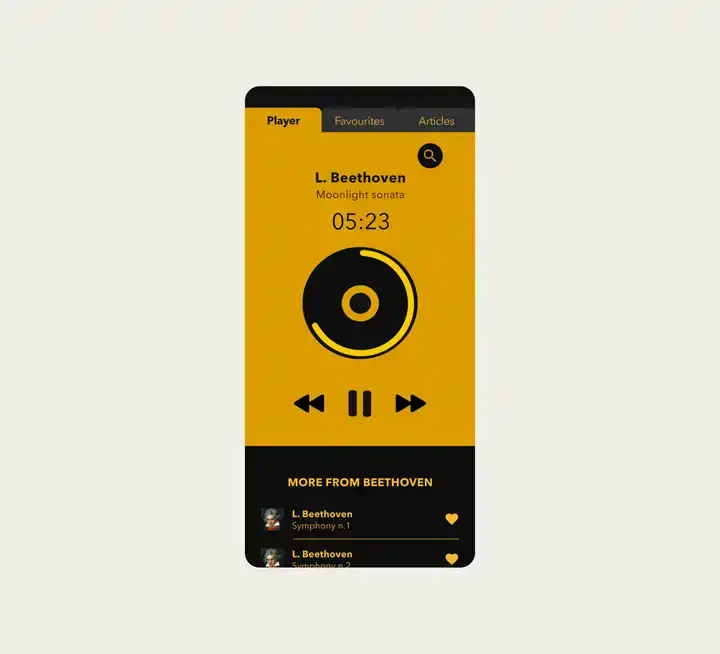 Player
Favourites
Articles
L. Beethoven
Moonlight sonata
05:23
MORE FROM BEETHOVEN
L. Beethoven
Symphony n.1
L. Beethoven
Symphony n.2